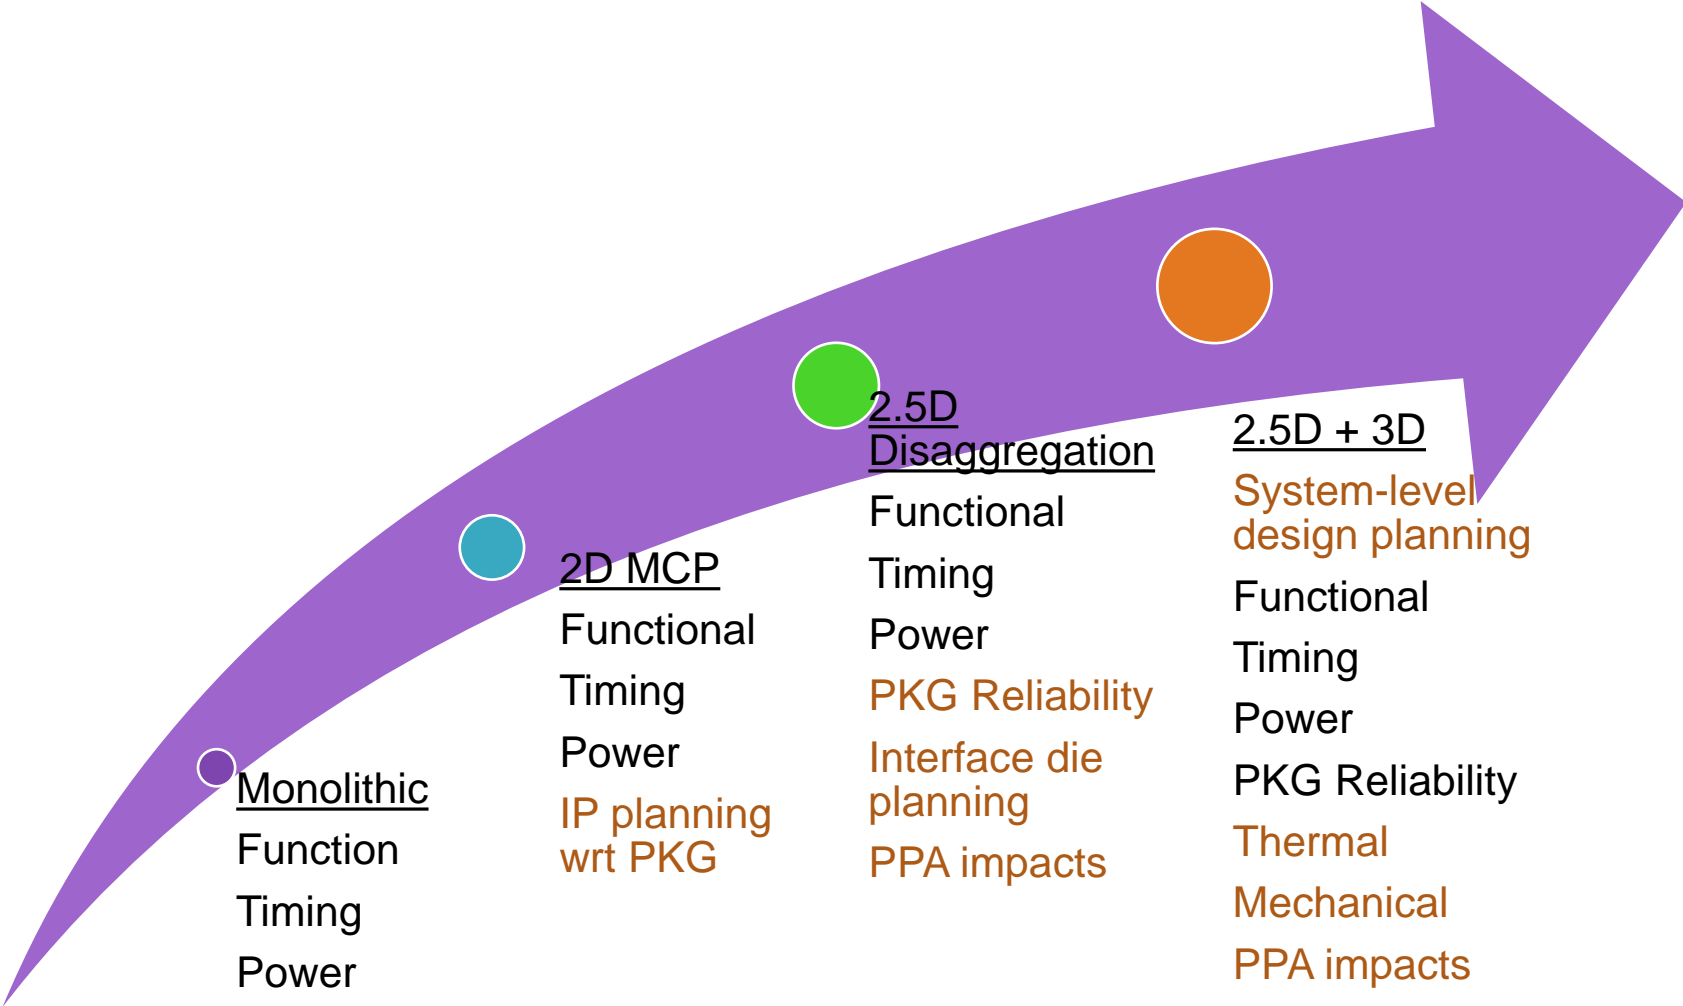 Monolithic
Function
Timing
Power
2D MCP
Functional
Timing
Power
IP planning
wrt PKG
2.5D
Disaggregation
Functional
Timing
Power
PKG Reliability
Interface die
planning
PPA impacts
2.5D + 3D
System-level
design planning
Functional
Timing
Power
PKG Reliability
Thermal
Mechanical
PPA impacts